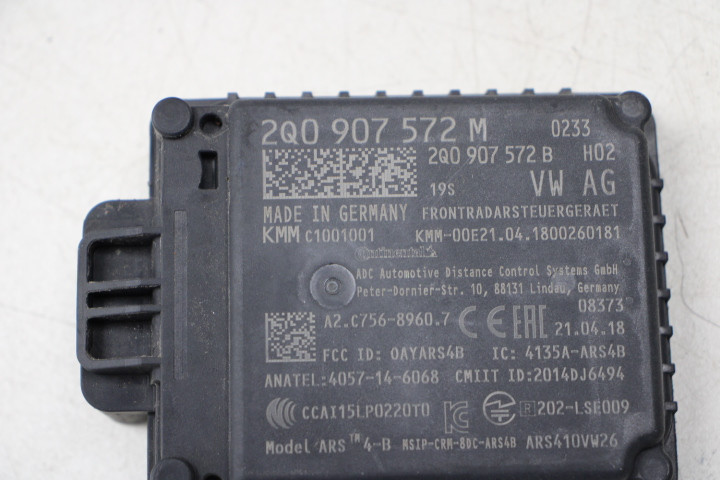 2Q0 907 572 M 0233
2Q0 907 572 B H02
19S VW AG
MADE IN GERMANY FRONTRADARSTEUERGERAET
KMM C1001001 KMM-00E21.04.1800260181
Continental
ADC Automotive Distance Control Systems GmbH
Peter-Dornier-Str. 10, 88131 Lindau, Germany
08373
A2.C756-8960.7 CE CE EAC 21.04.18
FCC ID: OAYARS4B IC: 4135A-ARS4B
ANATEL:4057-14-6068 CMIIT ID:2014DJ6494
CCAI15LP0220T0 R 202-LSE009
Model ARS™4-B MSIP-CRM-8DC-ARS4B ARS410VW26